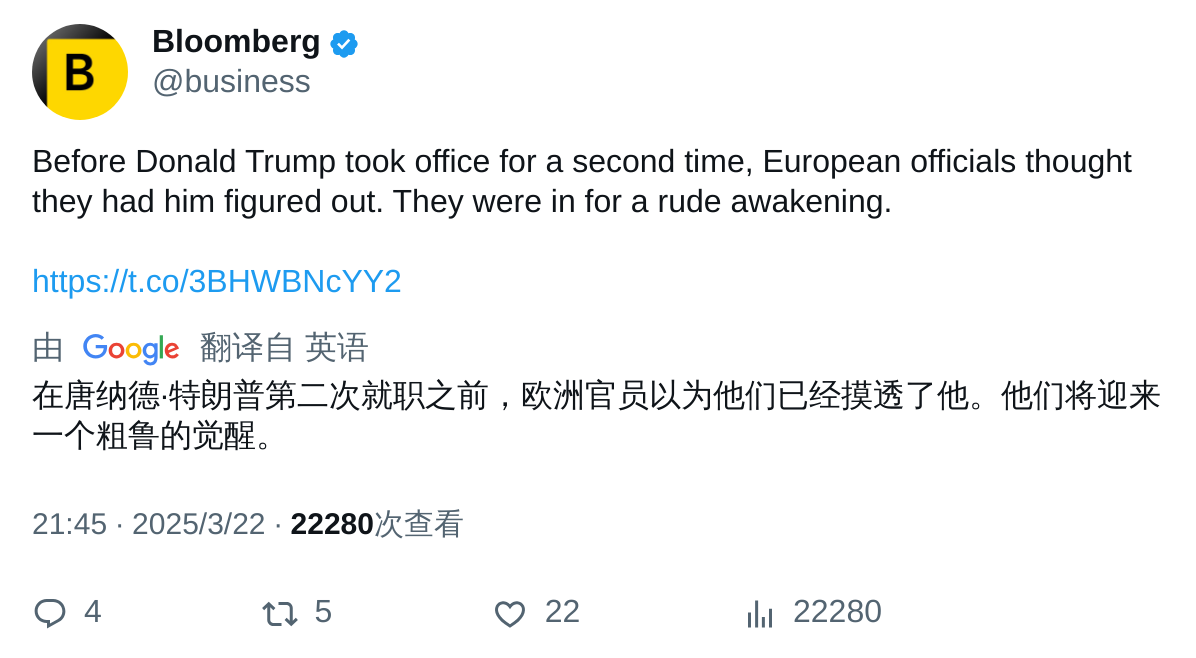 B
Bloomberg
@business
Before Donald Trump took office for a second time, European officials thought
they had him figured out. They were in for a rude awakening.
https://t.co/3BHWBNcYY2
由 Google 翻译自 英语
在唐纳德·特朗普第二次就职之前，欧洲官员以为他们已经摸透了他。他们将迎来
一个粗鲁的觉醒。
21:45 · 2025/3/22 · 22280次查看
4 5 22 22280